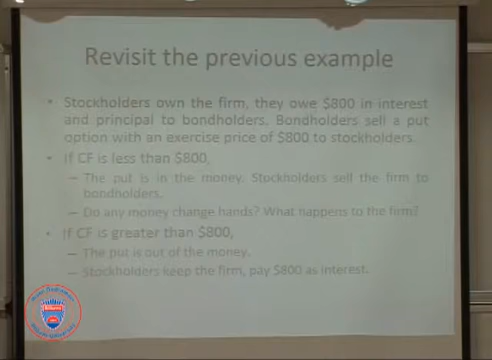 Revisit the previous example
• Stockholders own the firm, they owe $800 in interest
and principal to bondholders. Bondholders sell a put
option with an exercise price of $800 to stockholders.
• If CF is less than $800,
– The put is in the money. Stockholders sell the firm to
bondholders.
– Do any money change hands? What happens to the firm?
• If CF is greater than $800,
– The put is out of the money.
– Stockholders keep the firm, pay $800 as interest.